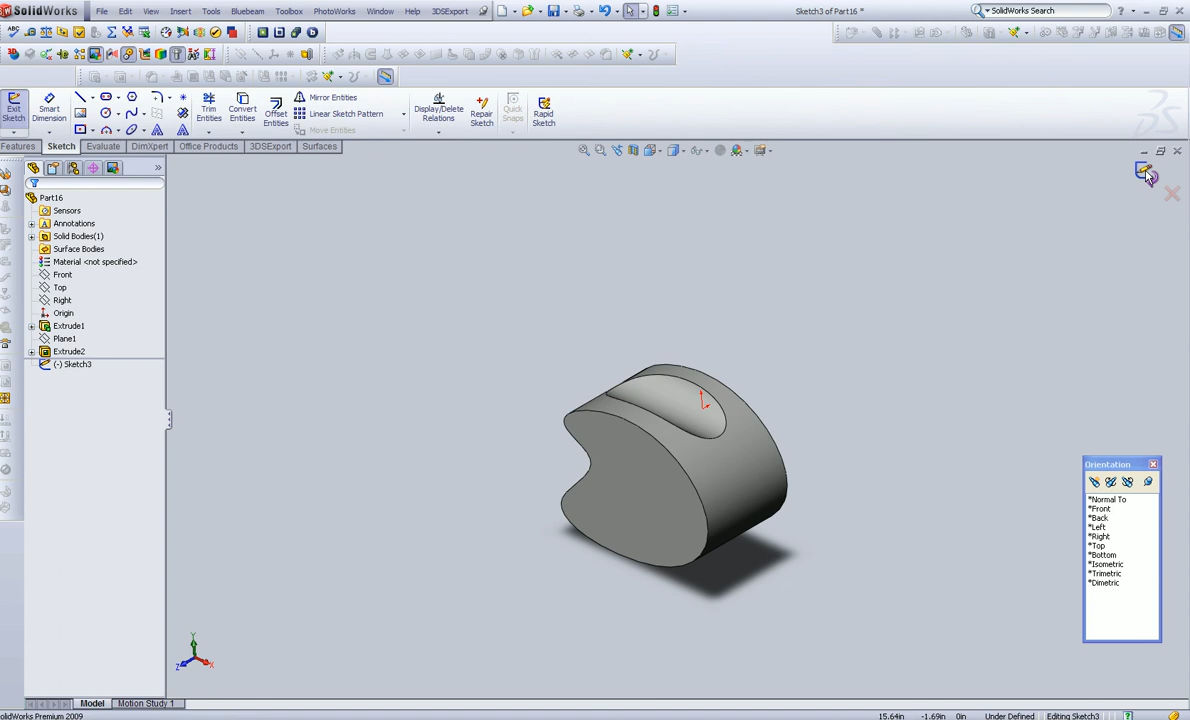 SolidWorks File Edit View Insert Tools Bluebeam Toolbox PhotoWorks Window Help 3DSExport Sketch3 of Part16 * SolidWorks Search
Exit Sketch Smart Dimension Trim Entities Convert Entities Offset Entities Mirror Entities Linear Sketch Pattern Move Entities Display/Delete Relations Repair Sketch Quick Snaps Rapid Sketch
Features Sketch Evaluate DimXpert Office Products 3DSExport Surfaces
Part16
Sensors
Annotations
Solid Bodies(1)
Surface Bodies
Material <not specified>
Front
Top
Right
Origin
Extrude1
Plane1
Extrude2
(-) Sketch3
Orientation
*Normal To
*Front
*Back
*Left
*Right
*Top
*Bottom
*Isometric
*Trimetric
*Dimetric
Y
Z X
Model Motion Study 1
olidWorks Premium 2009 15.64in -1.69in 0in Under Defined Editing Sketch3